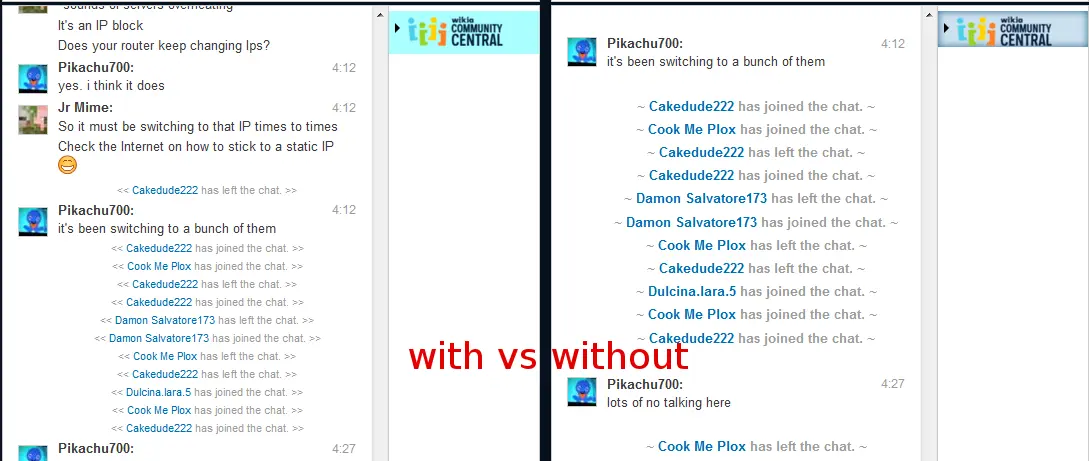 sounds of servers overheating
It's an IP block
Does your router keep changing Ips?
Pikachu700: 4:12
yes. i think it does
Jr Mime: 4:12
So it must be switching to that IP times to times
Check the Internet on how to stick to a static IP
<< Cakedude222 has left the chat. >>
Pikachu700: 4:12
it's been switching to a bunch of them
<< Cakedude222 has joined the chat. >>
<< Cook Me Plox has joined the chat. >>
<< Cakedude222 has left the chat. >>
<< Cakedude222 has joined the chat. >>
<< Damon Salvatore173 has left the chat. >>
<< Damon Salvatore173 has joined the chat. >>
<< Cook Me Plox has left the chat. >>
<< Cakedude222 has left the chat. >>
<< Dulcina.lara.5 has joined the chat. >>
<< Cook Me Plox has joined the chat. >>
<< Cakedude222 has joined the chat. >>
Pikachu700: 4:27
wikia
COMMUNITY
CENTRAL
with vs without
Pikachu700: 4:12
it's been switching to a bunch of them
~ Cakedude222 has joined the chat. ~
~ Cook Me Plox has joined the chat. ~
~ Cakedude222 has left the chat. ~
~ Cakedude222 has joined the chat. ~
~ Damon Salvatore173 has left the chat. ~
~ Damon Salvatore173 has joined the chat. ~
~ Cook Me Plox has left the chat. ~
~ Cakedude222 has left the chat. ~
~ Dulcina.lara.5 has joined the chat. ~
~ Cook Me Plox has joined the chat. ~
~ Cakedude222 has joined the chat. ~
Pikachu700: 4:27
lots of no talking here
~ Cook Me Plox has left the chat. ~
wikia
COMMUNITY
CENTRAL